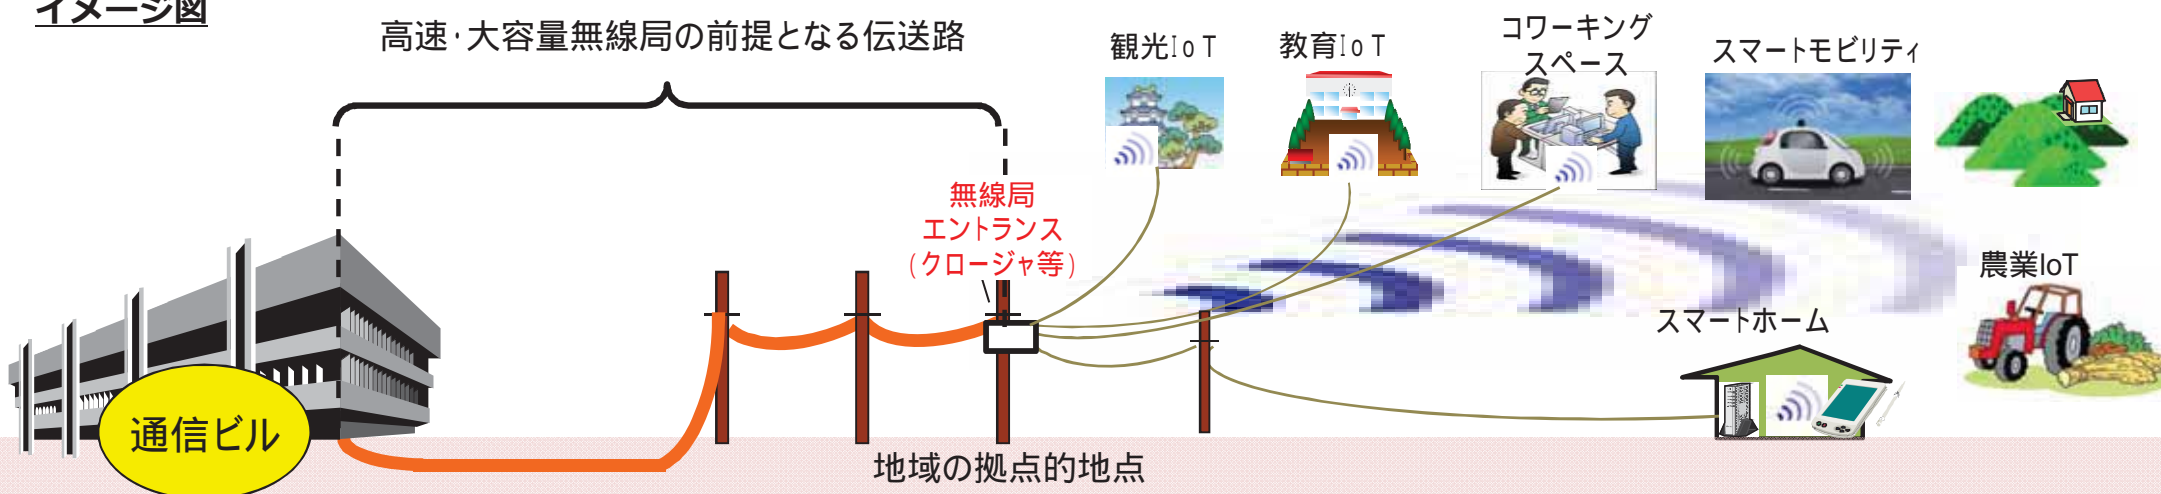 イメージ図
高速・大容量無線局の前提となる伝送路
観光IoT
教育IoT
コワーキング
スペース
スマートモビリティ
無線局
エントランス
(クロージャ等)
農業IoT
スマートホーム
通信ビル
地域の拠点的地点